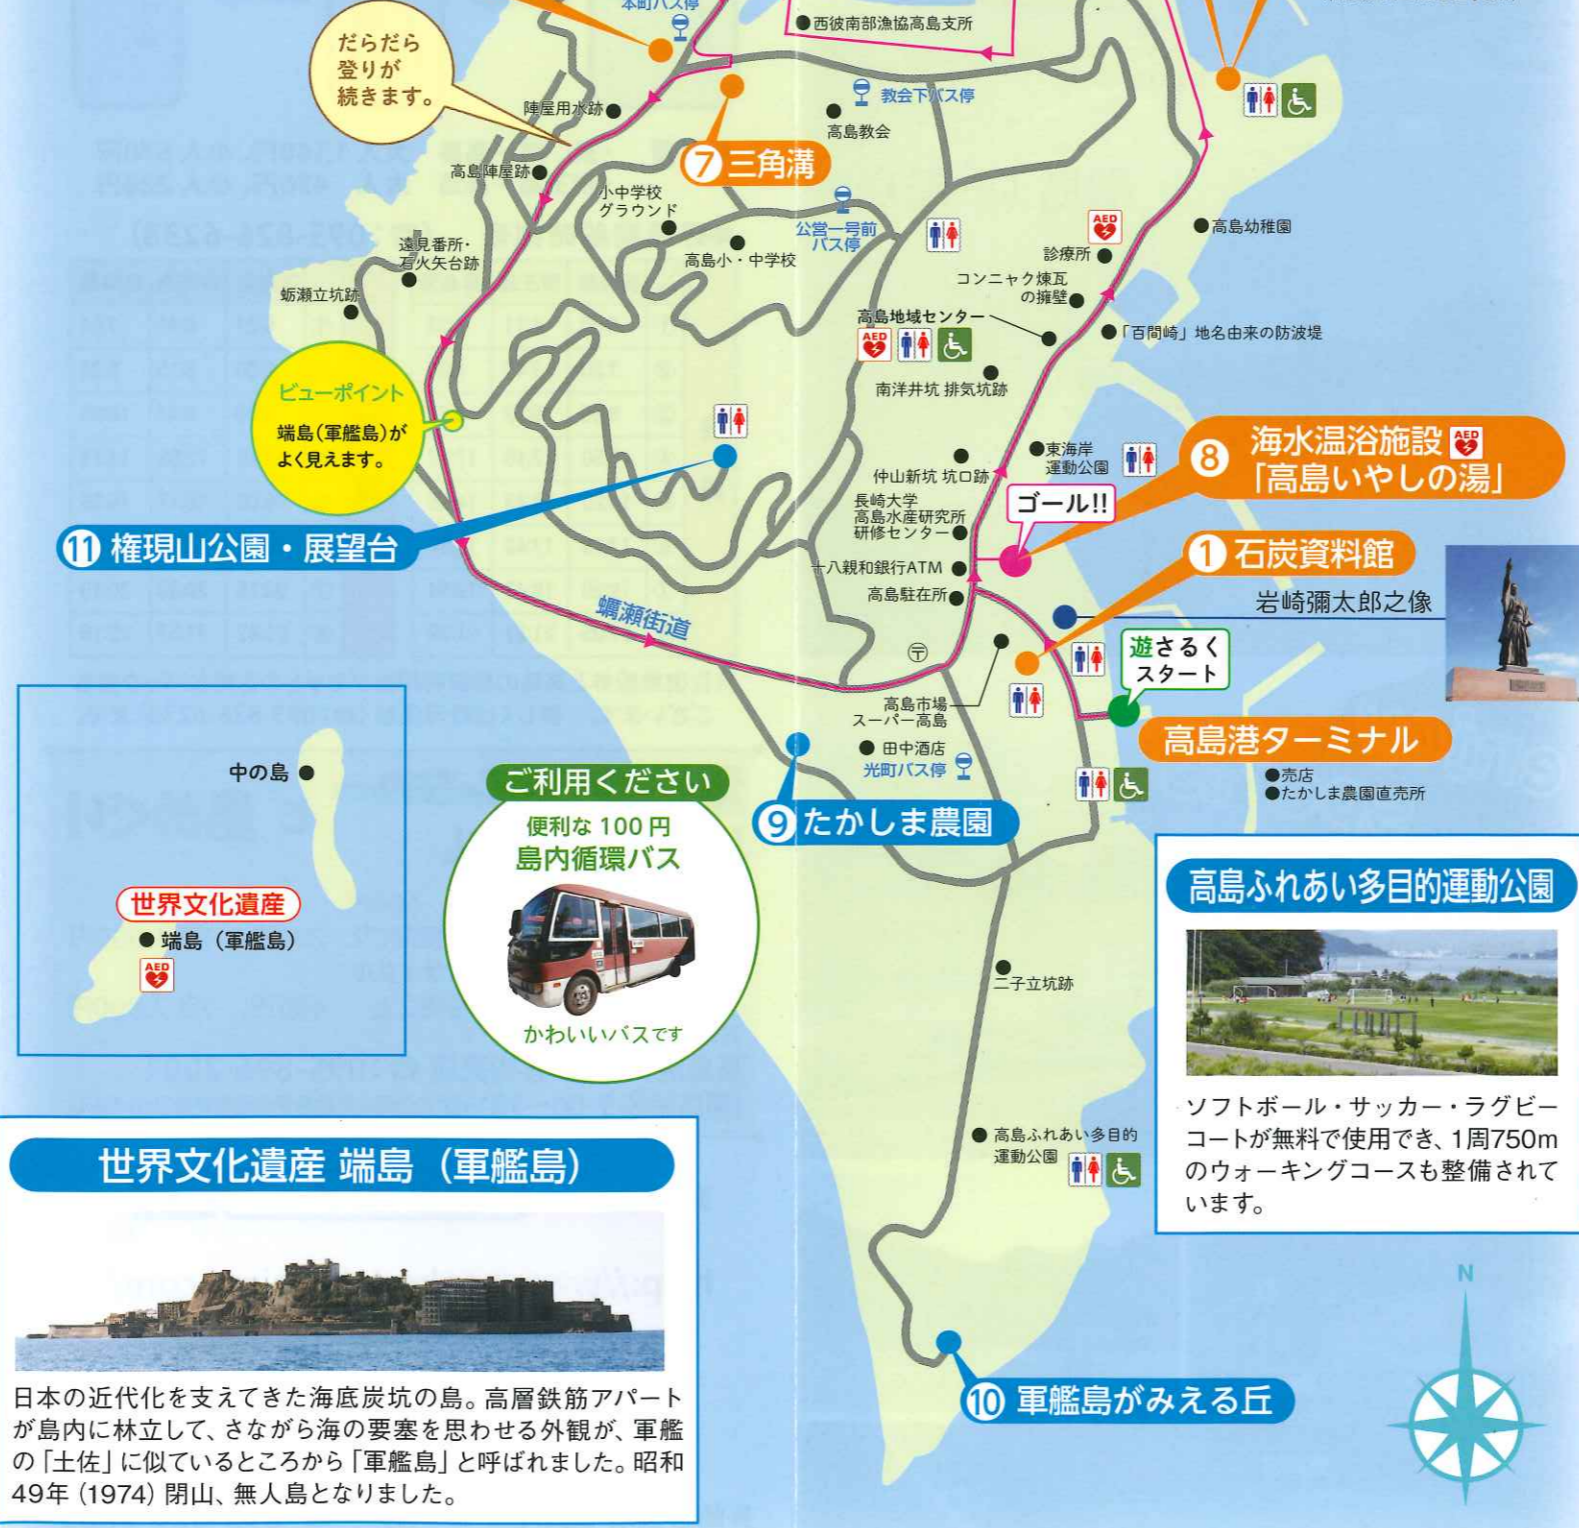 本町バス停
西彼南部漁協高島支所
だらだら
登りが
続きます。
教会下バス停
陣屋用水跡
高島教会
⑦三角溝
高島陣屋跡
小中学校
グラウンド
公営一号前
バス停
高島小・中学校
遠見番所・
石火矢台跡
蛎瀬立坑跡
AED
診療所
高島幼稚園
コンニャク煉瓦
の擁壁
高島地域センター
AED
「百間崎」地名由来の防波堤
南洋井坑 排気坑跡
ビューポイント
端島(軍艦島)が
よく見えます。
⑪権現山公園・展望台
仲山新坑 坑口跡
東海岸
運動公園
⑧海水温浴施設 AED
「高島いやしの湯」
ゴール!!
長崎大学
高島水産研究所
研修センター
十八親和銀行ATM
高島駐在所
①石炭資料館
岩崎彌太郎之像
遊さるく
スタート
蠣瀬街道
〒
高島市場
スーパー高島
田中酒店
光町バス停
高島港ターミナル
●売店
●たかしま農園直売所
⑨たかしま農園
中の島
世界文化遺産
端島（軍艦島）
AED
ご利用ください
便利な100円
島内循環バス
かわいいバスです
高島ふれあい多目的運動公園
ソフトボール・サッカー・ラグビー
コートが無料で使用でき、1周750m
のウォーキングコースも整備されて
います。
二子立坑跡
高島ふれあい多目的
運動公園
⑩軍艦島がみえる丘
N
世界文化遺産 端島（軍艦島）
日本の近代化を支えてきた海底炭坑の島。高層鉄筋アパート
が島内に林立して、さながら海の要塞を思わせる外観が、軍艦
の「土佐」に似ているところから「軍艦島」と呼ばれました。昭和
49年（1974）閉山、無人島となりました。